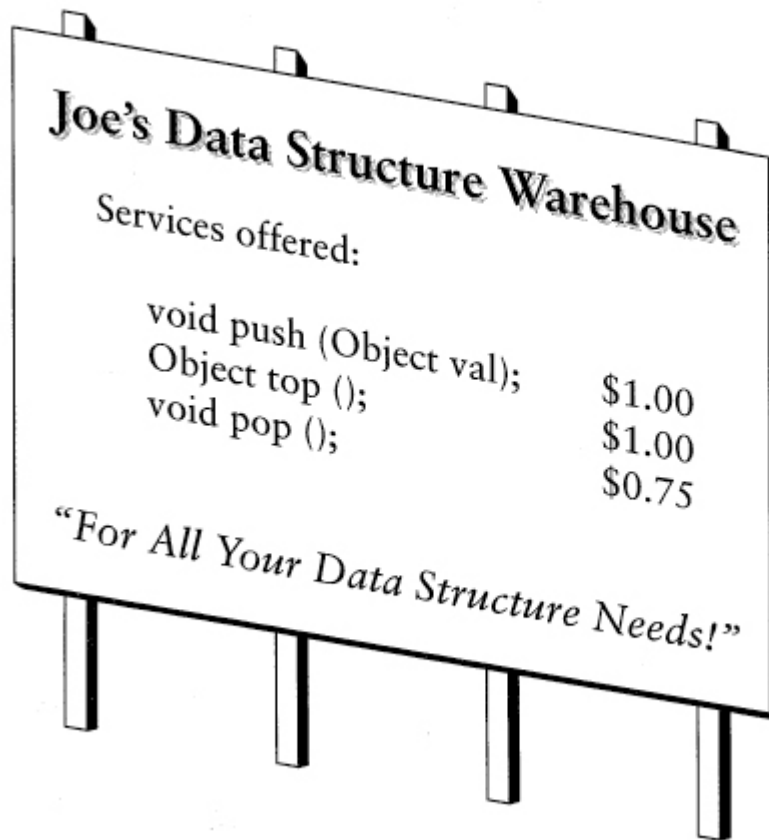 Joe's Data Structure Warehouse
Services offered:
void push (Object val); $1.00
Object top (); $1.00
void pop (); $0.75
“For All Your Data Structure Needs!”